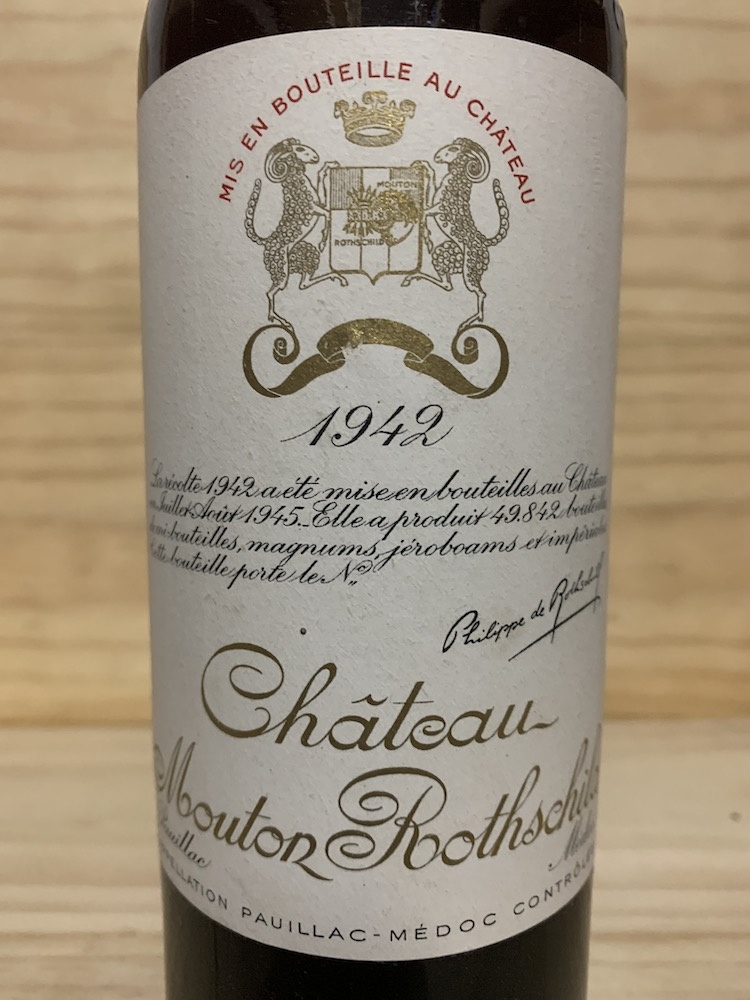 MIS EN BOUTEILLE AU CHÂTEAU
MOUTON
ROTHSCHILD
1942
La récolte 1942 a été mise en bouteilles au Château
en Juillet Août 1945._Elle a produit 49.842 bouteilles
demi-bouteilles, magnums, jéroboams et impériales
Cette bouteille porte le Nº
Philippe de Rothschild
Château
Mouton Rothschild
Pauillac
APPELLATION PAUILLAC-MÉDOC CONTRÔLÉE